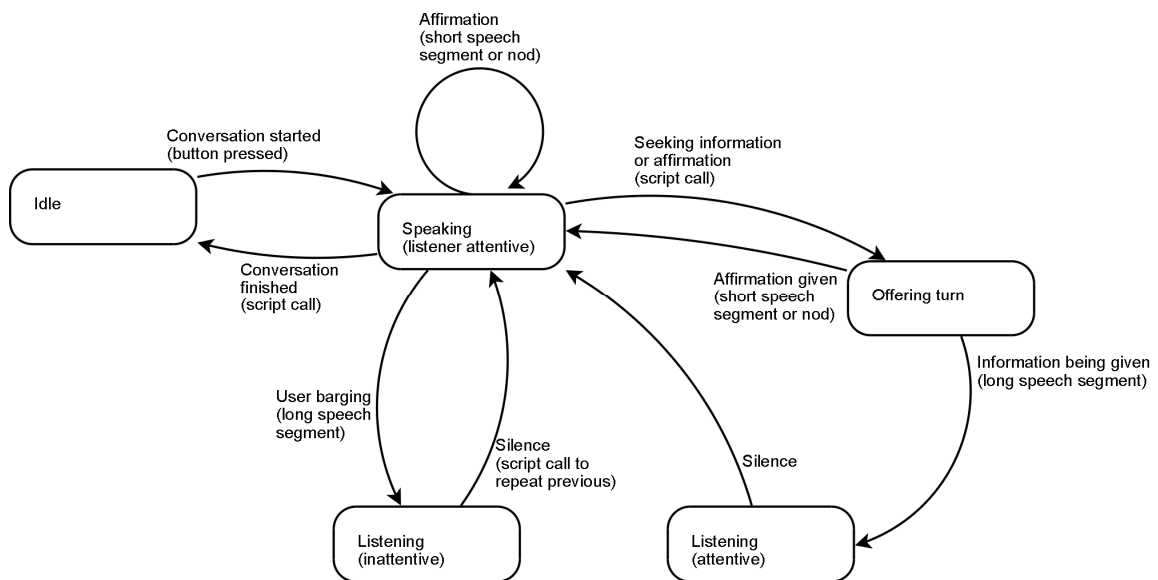 Affirmation
(short speech
segment or nod)
Conversation started
(button pressed)
Seeking information
or affirmation
(script call)
Idle
Speaking
(listener attentive)
Conversation
finished
(script call)
Affirmation given
(short speech
segment or nod)
Offering turn
Information being given
(long speech segment)
User barging
(long speech
segment)
Silence
(script call to
repeat previous)
Silence
Listening
(inattentive)
Listening
(attentive)